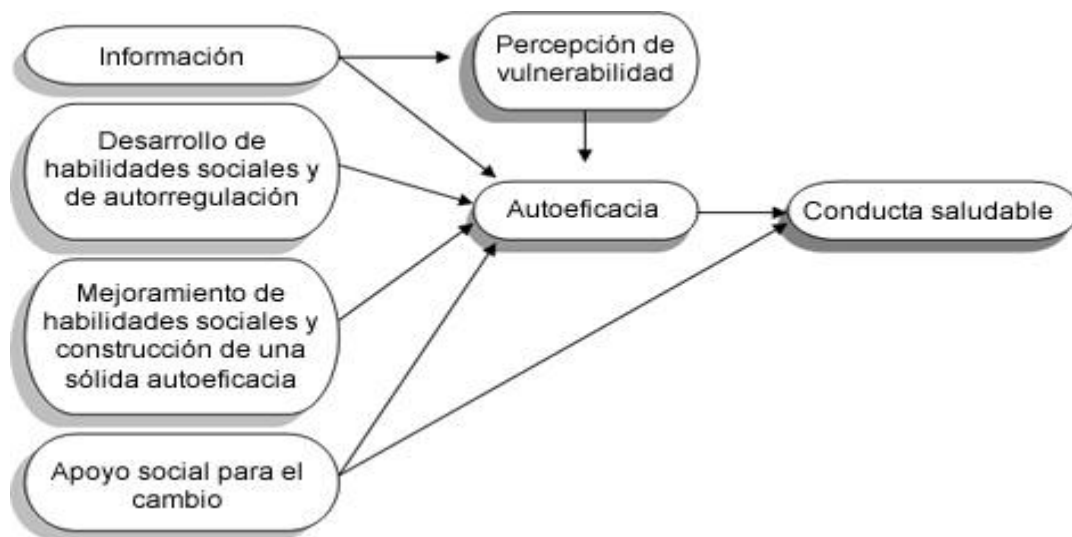 Información
Percepción de
vulnerabilidad
Desarrollo de
habilidades sociales y
de autorregulación
Autoeficacia
Conducta saludable
Mejoramiento de
habilidades sociales y
construcción de una
sólida autoeficacia
Apoyo social para el
cambio